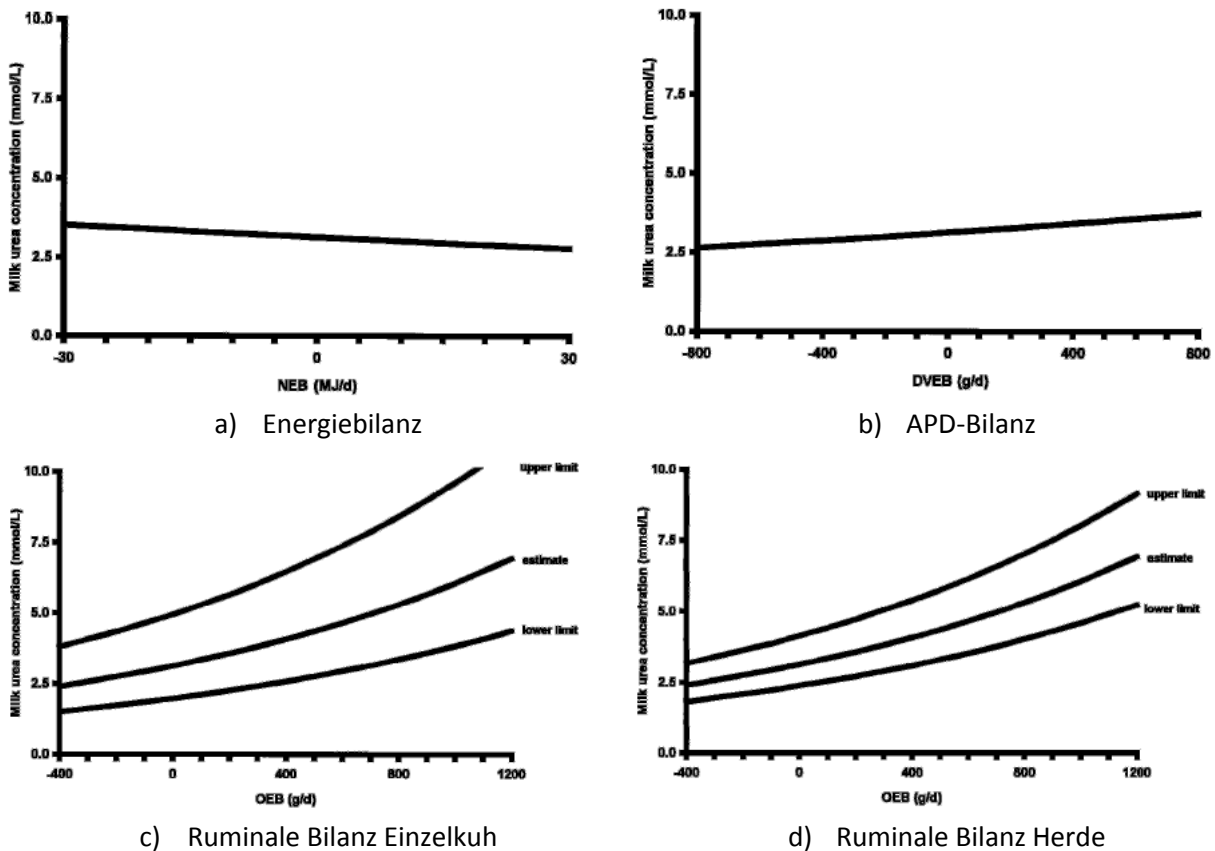 Milk urea concentration (mmol/L)
10.0
7.5
5.0
2.5
0.0
-30
0
30
NEB (MJ/d)
a) Energiebilanz
Milk urea concentration (mmol/L)
10.0
7.5
5.0
2.5
0.0
-800
-400
0
400
800
DVEB (g/d)
b) APD-Bilanz
Milk urea concentration (mmol/L)
10.0
7.5
5.0
2.5
0.0
upper limit
estimate
lower limit
-400
0
400
800
1200
OEB (g/d)
c) Ruminale Bilanz Einzelkuh
Milk urea concentration (mmol/L)
10.0
7.5
5.0
2.5
0.0
upper limit
estimate
lower limit
-400
0
400
800
1200
OEB (g/d)
d) Ruminale Bilanz Herde